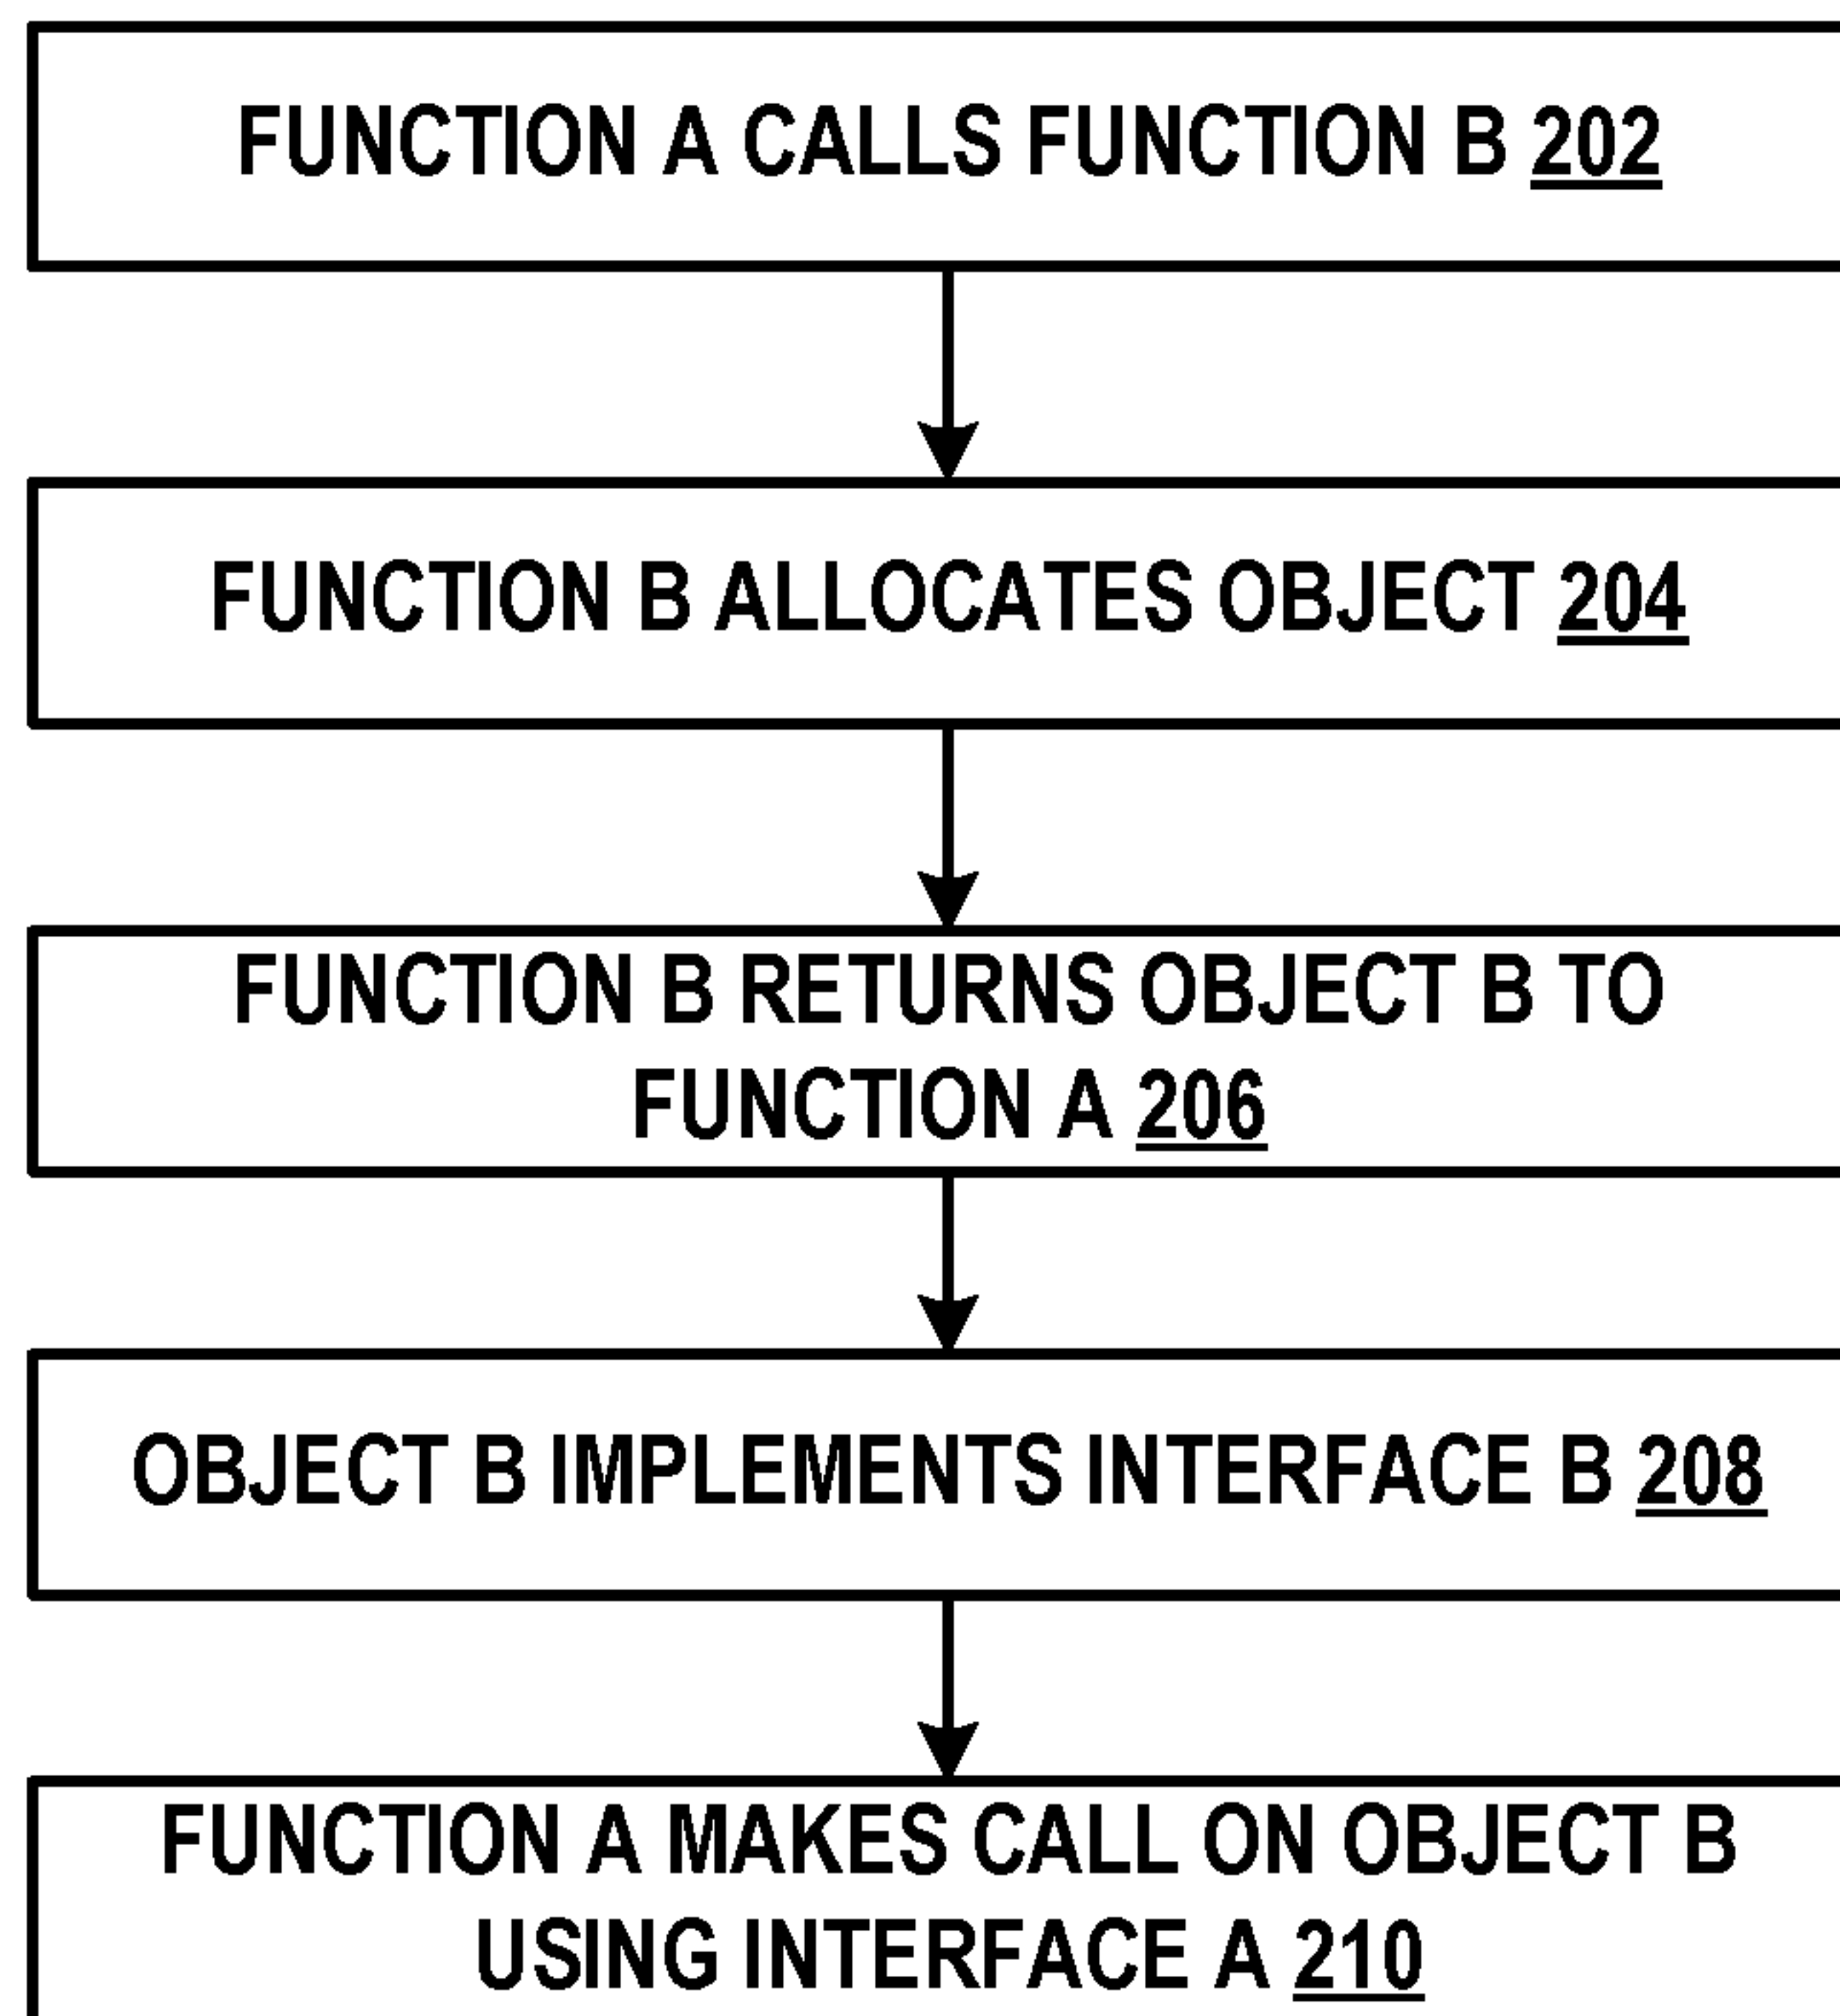 FUNCTION A CALLS FUNCTION B 202
FUNCTION B ALLOCATES OBJECT 204
FUNCTION B RETURNS OBJECT B TO
FUNCTION A 206
OBJECT B IMPLEMENTS INTERFACE B 208
FUNCTION A MAKES CALL ON OBJECT B
USING INTERFACE A 210